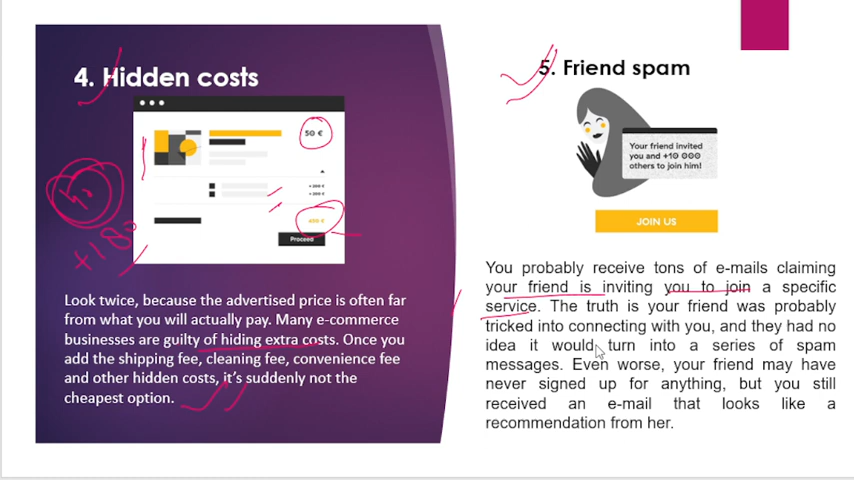 4. Hidden costs
50 €
Proceed
Look twice, because the advertised price is often far
from what you will actually pay. Many e-commerce
businesses are guilty of hiding extra costs. Once you
add the shipping fee, cleaning fee, convenience fee
and other hidden costs, it's suddenly not the
cheapest option.
+180
5. Friend spam
Your friend invited
you and +10 000
others to join him!
JOIN US
You probably receive tons of e-mails claiming
your friend is inviting you to join a specific
service. The truth is your friend was probably
tricked into connecting with you, and they had no
idea it would turn into a series of spam
messages. Even worse, your friend may have
never signed up for anything, but you still
received an e-mail that looks like a
recommendation from her.